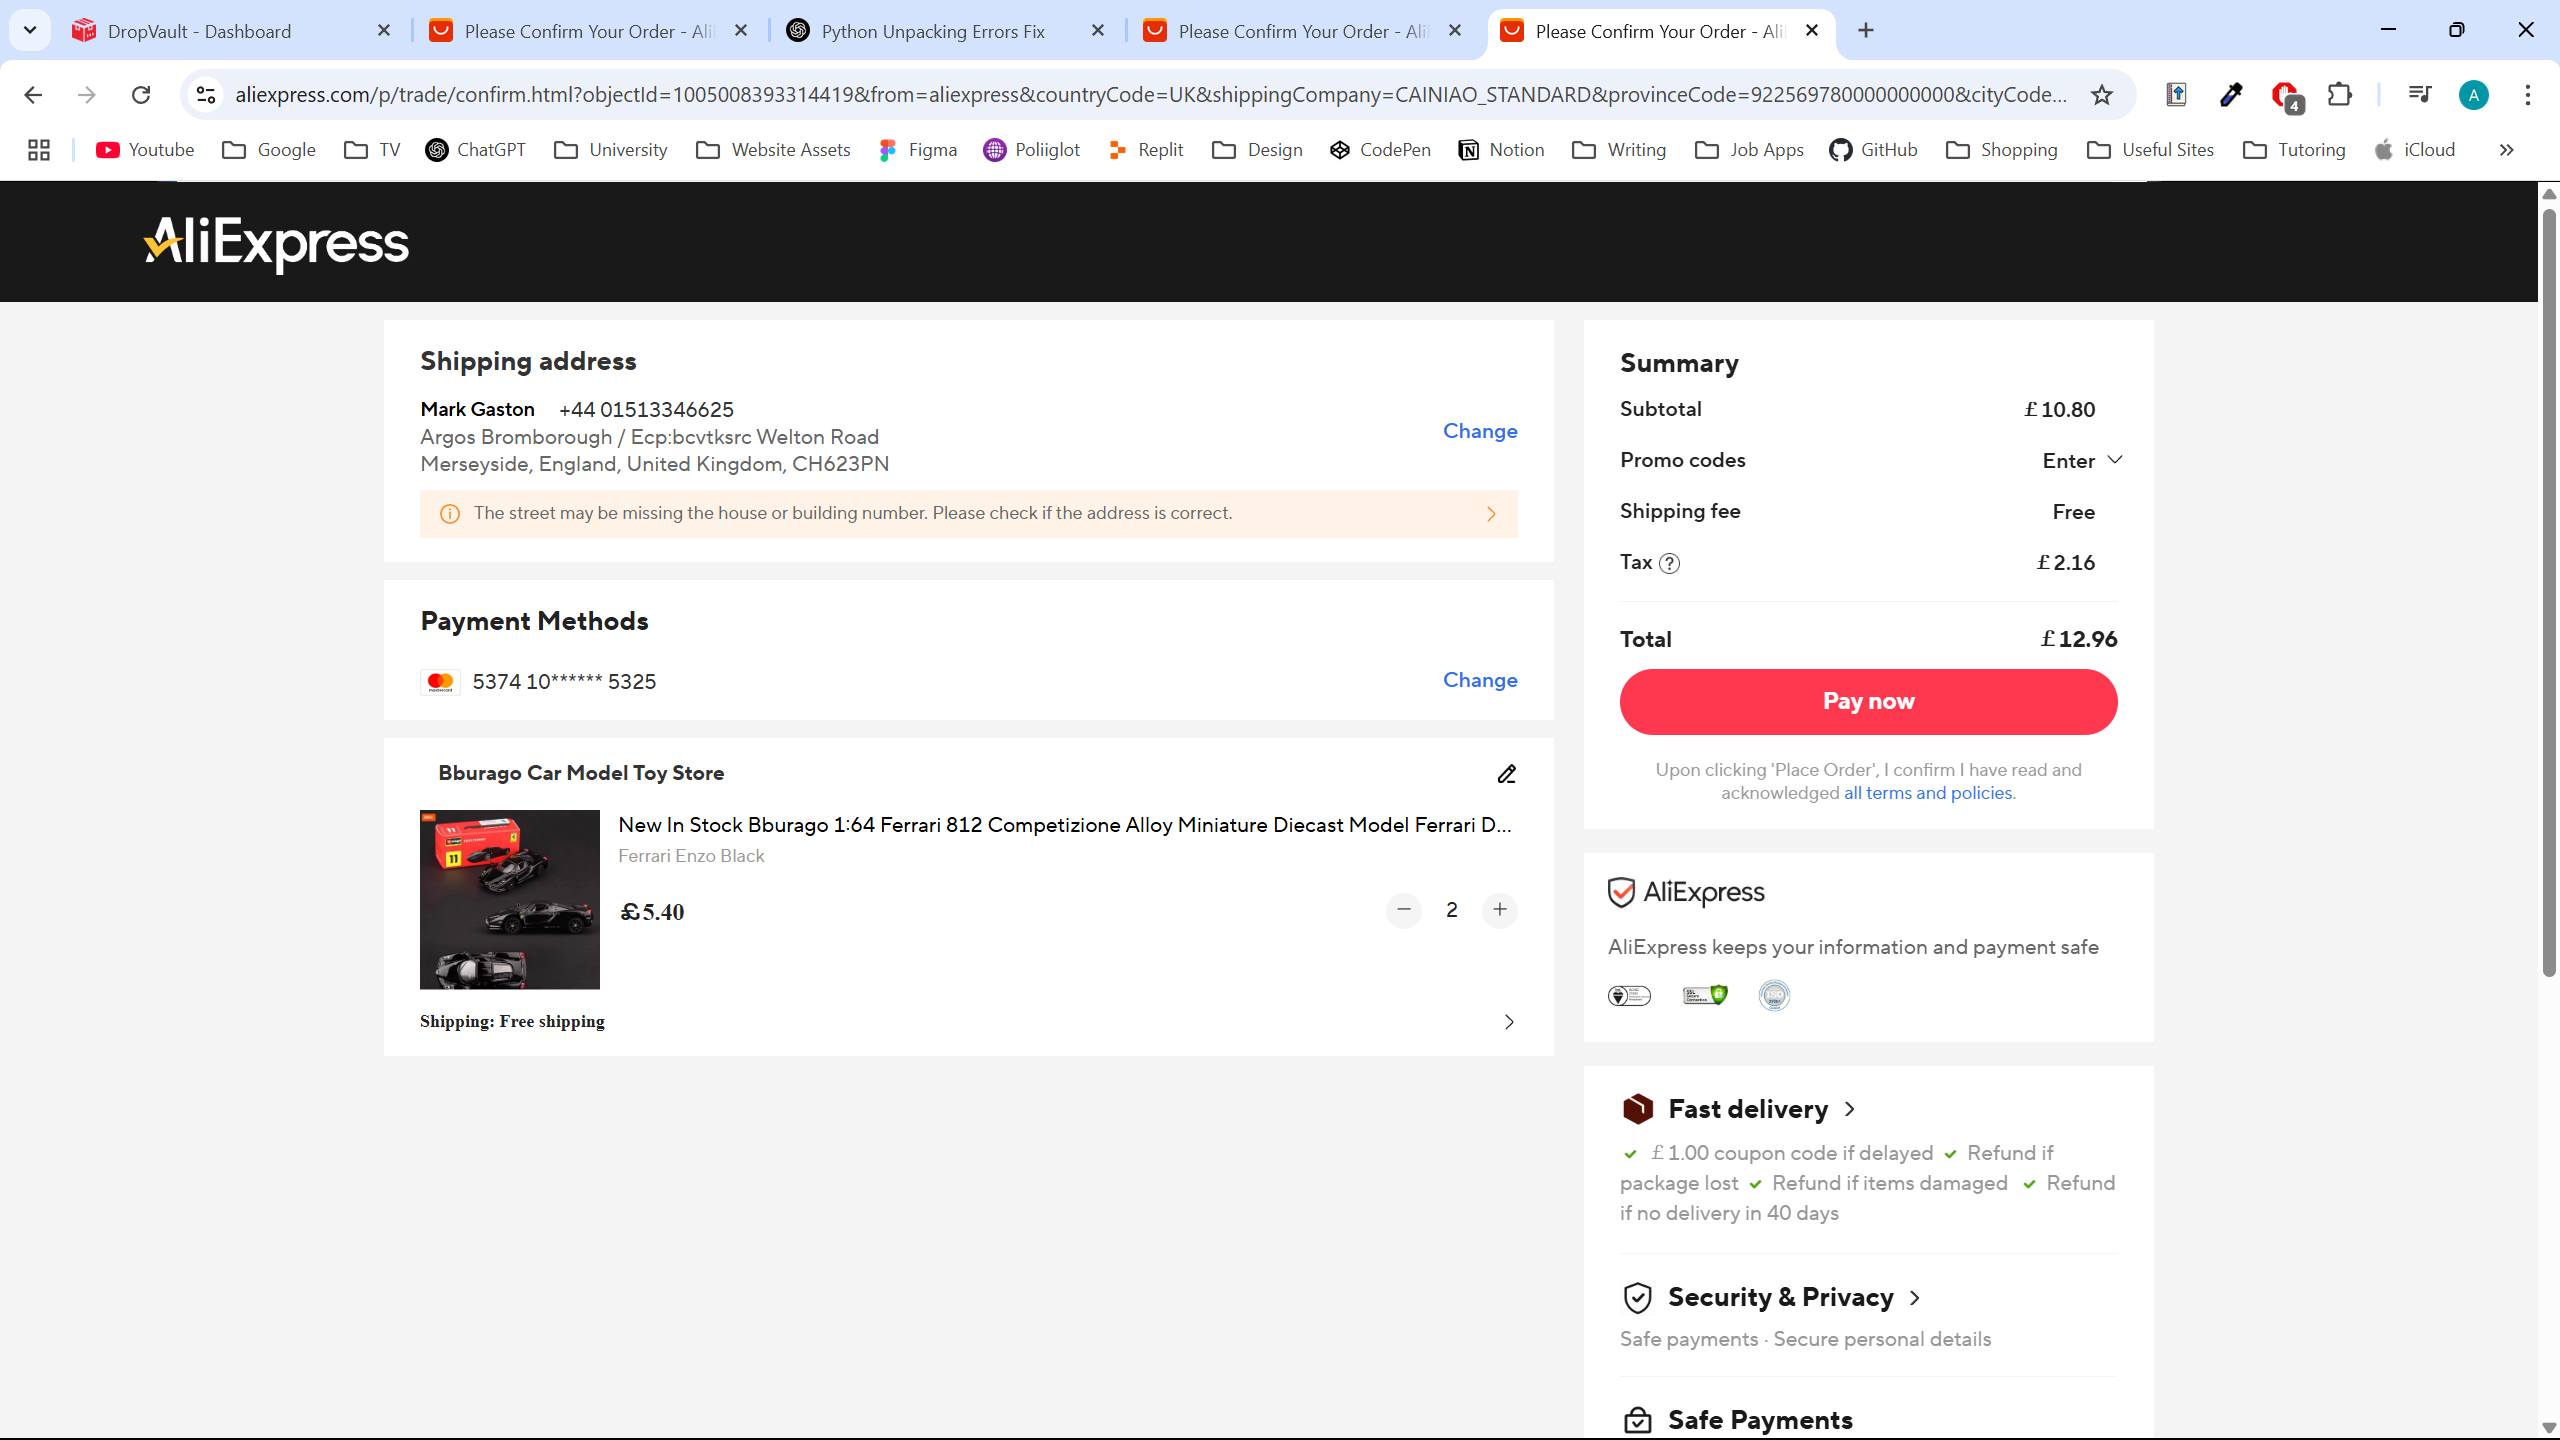 DropVault - Dashboard
Please Confirm Your Order - Ali
Python Unpacking Errors Fix
Please Confirm Your Order - Ali
Please Confirm Your Order - Ali
aliexpress.com/p/trade/confirm.html?objectId=1005008393314419&from=aliexpress&countryCode=UK&shippingCompany=CAINIAO_STANDARD&provinceCode=922569780000000000&cityCode...
4
A
Youtube
Google
TV
ChatGPT
University
Website Assets
Figma
Poliiglot
Replit
Design
CodePen
Notion
Writing
Job Apps
GitHub
Shopping
Useful Sites
Tutoring
iCloud
AliExpress
Shipping address
Mark Gaston +44 01513346625
Argos Bromborough / Ecp:bcvtksrc Welton Road
Merseyside, England, United Kingdom, CH623PN
Change
The street may be missing the house or building number. Please check if the address is correct.
Payment Methods
5374 10****** 5325
Change
Bburago Car Model Toy Store
New In Stock Bburago 1:64 Ferrari 812 Competizione Alloy Miniature Diecast Model Ferrari D...
Ferrari Enzo Black
£5.40
2
11
Shipping: Free shipping
Summary
Subtotal £10.80
Promo codes Enter
Shipping fee Free
Tax £2.16
Total £12.96
Pay now
Upon clicking 'Place Order', I confirm I have read and
acknowledged all terms and policies.
AliExpress
AliExpress keeps your information and payment safe
Fast delivery
£1.00 coupon code if delayed Refund if
package lost Refund if items damaged Refund
if no delivery in 40 days
Security & Privacy
Safe payments · Secure personal details
Safe Payments